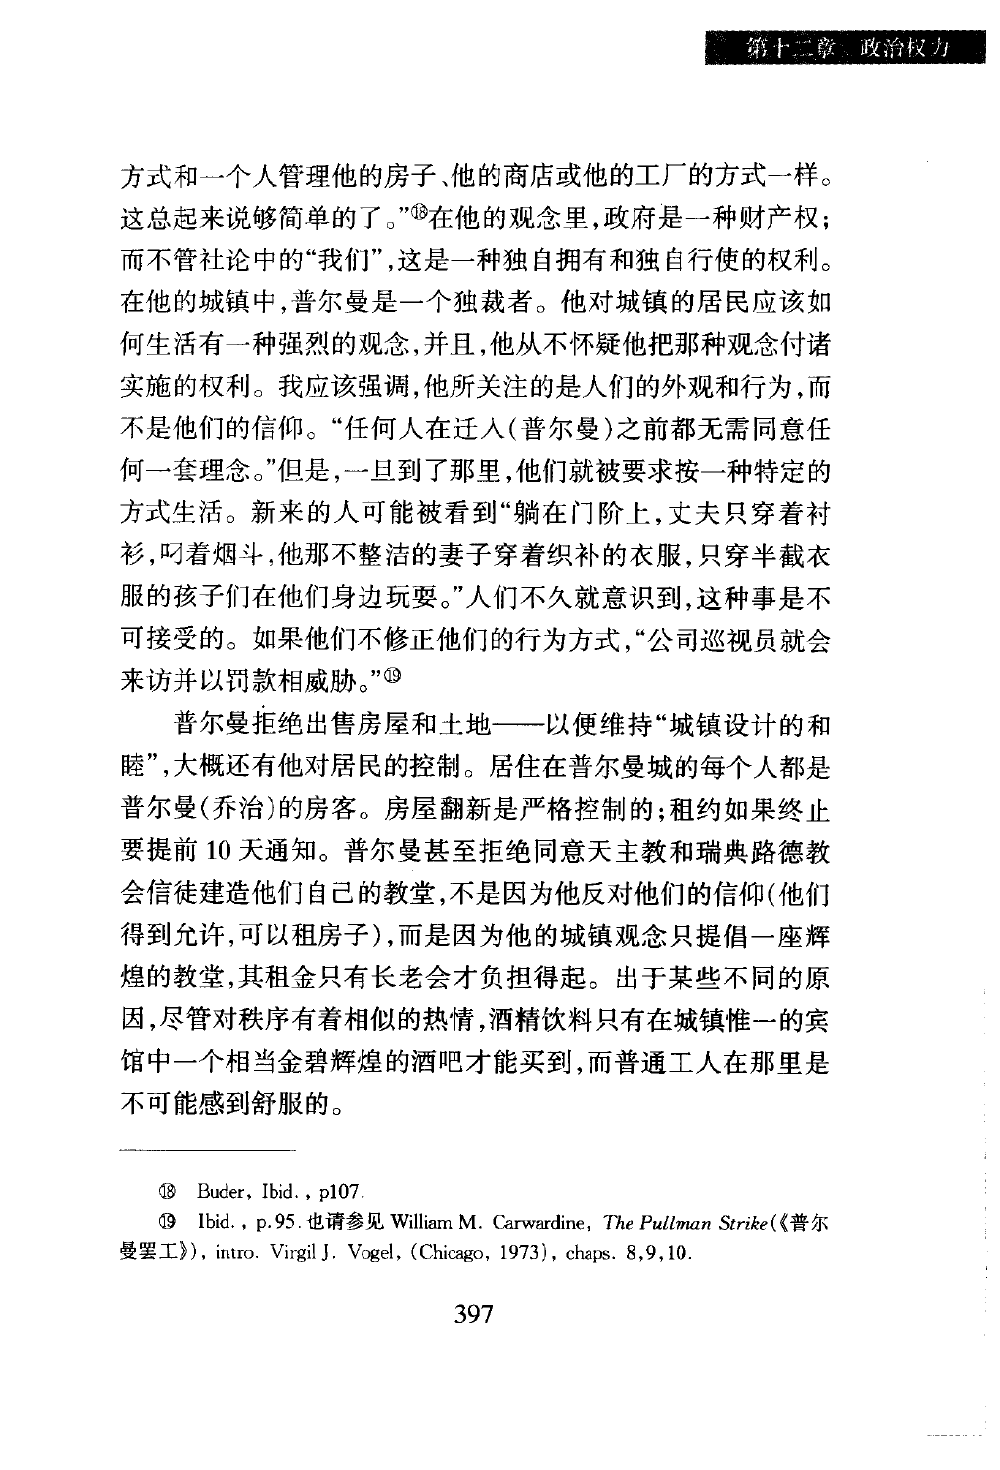 第十二章 政治权力
方式和一个人管理他的房子、他的商店或他的工厂的方式一样。
这总起来说够简单的了。”⑱在他的观念里,政府是一种财产权;
而不管社论中的“我们”,这是一种独自拥有和独自行使的权利。
在他的城镇中,普尔曼是一个独裁者。他对城镇的居民应该如
何生活有一种强烈的观念,并且,他从不怀疑他把那种观念付诸
实施的权利。我应该强调,他所关注的是人们的外观和行为,而
不是他们的信仰。“任何人在迁入(普尔曼)之前都无需同意任
何一套理念。”但是,一旦到了那里,他们就被要求按一种特定的
方式生活。新来的人可能被看到“躺在门阶上,丈夫只穿着衬
衫,叼着烟斗,他那不整洁的妻子穿着织补的衣服,只穿半截衣
服的孩子们在他们身边玩耍。”人们不久就意识到,这种事是不
可接受的。如果他们不修正他们的行为方式,“公司巡视员就会
来访并以罚款相威胁。”⑲
普尔曼拒绝出售房屋和土地——以便维持“城镇设计的和
睦”,大概还有他对居民的控制。居住在普尔曼城的每个人都是
普尔曼(乔治)的房客。房屋翻新是严格控制的;租约如果终止
要提前 10 天通知。普尔曼甚至拒绝同意天主教和瑞典路德教
会信徒建造他们自己的教堂,不是因为他反对他们的信仰(他们
得到允许,可以租房子),而是因为他的城镇观念只提倡一座辉
煌的教堂,其租金只有长老会才负担得起。出于某些不同的原
因,尽管对秩序有着相似的热情,酒精饮料只有在城镇惟一的宾
馆中一个相当金碧辉煌的酒吧才能买到,而普通工人在那里是
不可能感到舒服的。
⑱ Buder, Ibid., p107.
⑲ Ibid., p.95.也请参见 William M. Carwardine, The Pullman Strike(《普尔
曼罢工》), intro. Virgil J. Vogel, (Chicago, 1973), chaps. 8,9,10.
397